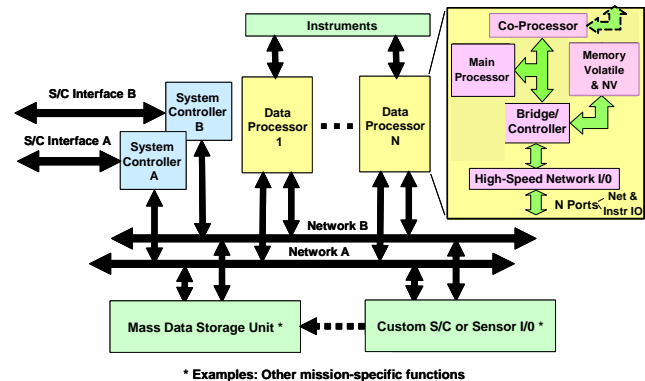 Instruments
S/C Interface B
S/C Interface A
System
Controller
B
System
Controller
A
Data
Processor
1
Data
Processor
N
Co-Processor
Main
Processor
Memory
Volatile
& NV
Bridge/
Controller
High-Speed Network I/0
N Ports
Net &
Instr IO
Network B
Network A
Mass Data Storage Unit *
Custom S/C or Sensor I/0 *
* Examples: Other mission-specific functions